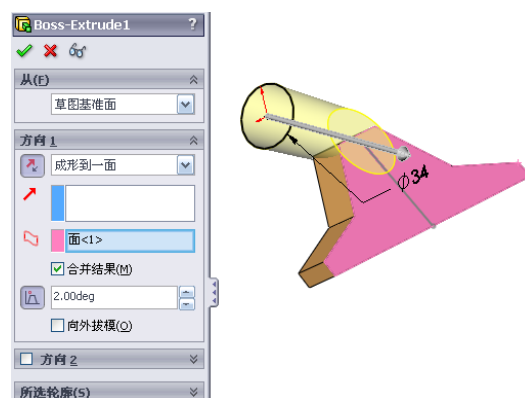 Boss-Extrude1 ?
从(F)
草图基准面
方向 1
成形到一面
面<1>
合并结果(M)
2.00deg
向外拔模(O)
方向 2
所选轮廓(S)
Ø34